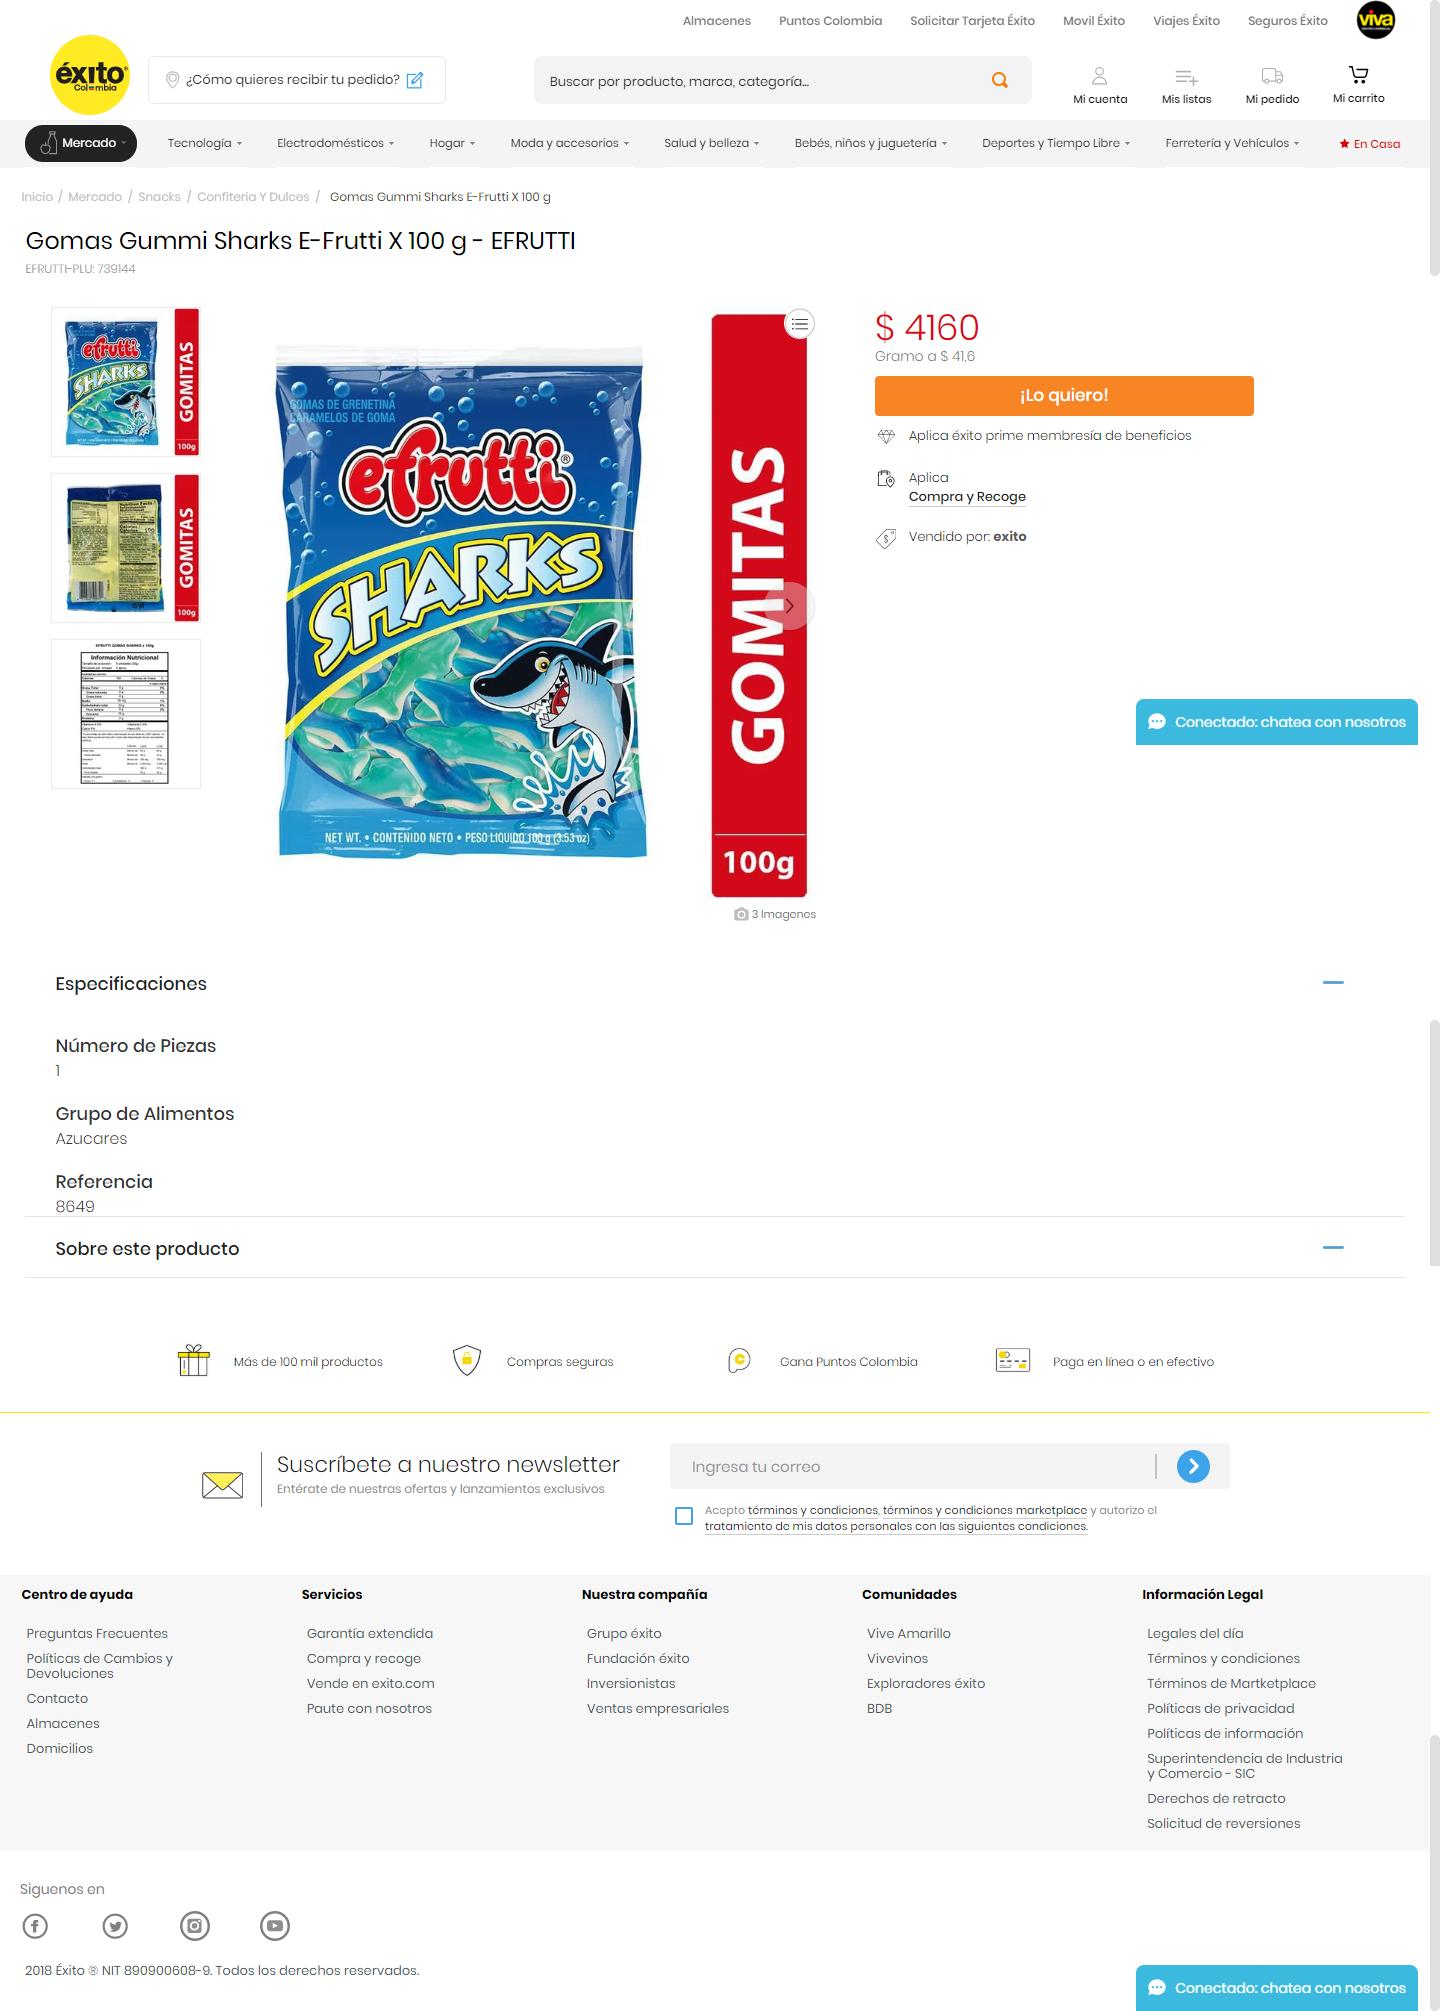 Almacenes
Puntos Colombia
Solicitar Tarjeta Éxito
Movil Éxito
Viajes Éxito
Seguros Éxito
viva
éxito
Colombia
¿Cómo quieres recibir tu pedido?
Buscar por producto, marca, categoría...
Mi cuenta
Mis listas
Mi pedido
Mi carrito
Mercado
Tecnología
Electrodomésticos
Hogar
Moda y accesorios
Salud y belleza
Bebés, niños y juguetería
Deportes y Tiempo Libre
Ferretería y Vehículos
En Casa
Inicio / Mercado / Snacks / Confiteria Y Dulces / Gomas Gummi Sharks E-Frutti X 100 g
Gomas Gummi Sharks E-Frutti X 100 g - EFRUTTI
EFRUTTI-PLU: 739144
efrutti
SHARKS
GOMITAS
100g
GOMITAS
100g
EFRUTTI GOMAS SHARKS x 100g
Información Nutricional
GOMAS DE GRENETINA
CARAMELOS DE GOMA
efrutti®
SHARKS
NET WT. • CONTENIDO NETO • PESO LIQUIDO 100 g (3.53 oz)
GOMITAS
100g
3 Imagenes
$ 4160
Gramo a $ 41,6
¡Lo quiero!
Aplica éxito prime membresía de beneficios
Aplica
Compra y Recoge
Vendido por: exito
Conectado: chatea con nosotros
Especificaciones
Número de Piezas
1
Grupo de Alimentos
Azucares
Referencia
8649
Sobre este producto
Más de 100 mil productos
Compras seguras
Gana Puntos Colombia
Paga en línea o en efectivo
Suscríbete a nuestro newsletter
Entérate de nuestras ofertas y lanzamientos exclusivos
Ingresa tu correo
Acepto términos y condiciones, términos y condiciones marketplace y autorizo el
tratamiento de mis datos personales con las siguientes condiciones.
Centro de ayuda
Preguntas Frecuentes
Políticas de Cambios y
Devoluciones
Contacto
Almacenes
Domicilios
Servicios
Garantía extendida
Compra y recoge
Vende en exito.com
Paute con nosotros
Nuestra compañía
Grupo éxito
Fundación éxito
Inversionistas
Ventas empresariales
Comunidades
Vive Amarillo
Vivevinos
Exploradores éxito
BDB
Información Legal
Legales del día
Términos y condiciones
Términos de Martketplace
Políticas de privacidad
Políticas de información
Superintendencia de Industria
y Comercio - SIC
Derechos de retracto
Solicitud de reversiones
Siguenos en
2018 Éxito ® NIT 890900608-9. Todos los derechos reservados.
Conectado: chatea con nosotros